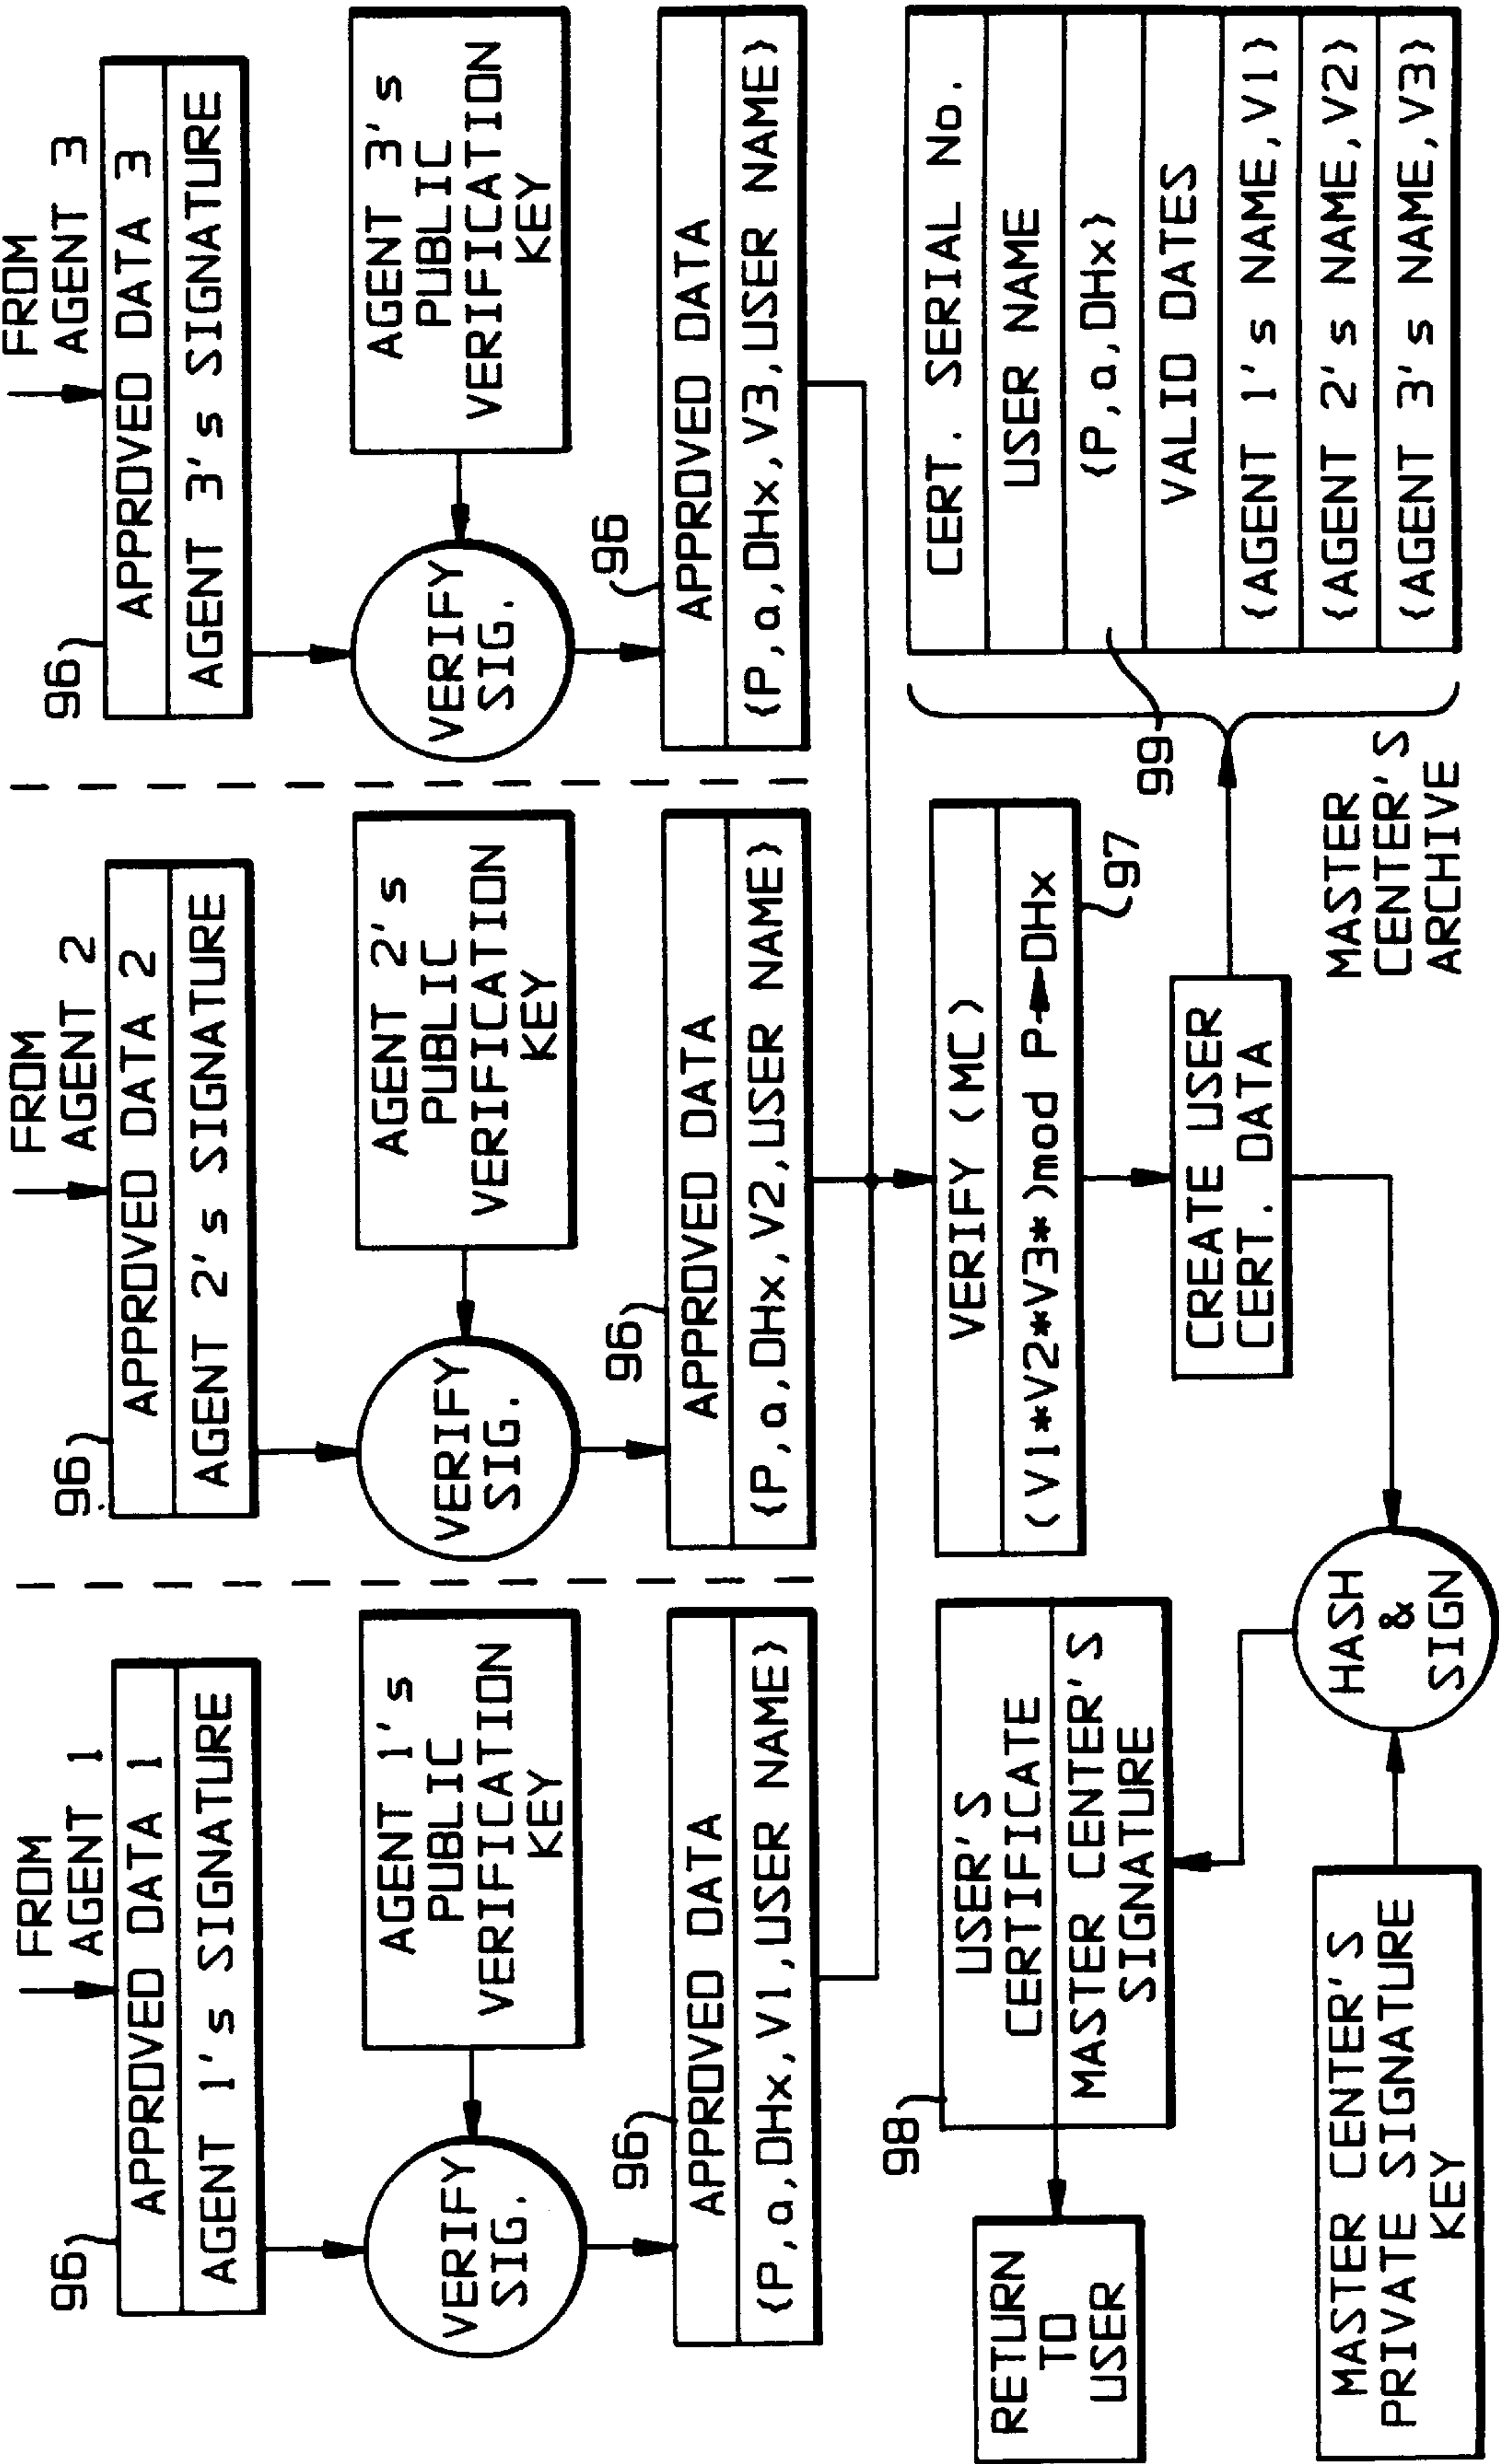 FROM
AGENT 1
96
APPROVED DATA 1
AGENT 1's SIGNATURE
AGENT 1's
PUBLIC
VERIFICATION
KEY
VERIFY
SIG.
96
APPROVED DATA
{P,a,DHx,V1,USER NAME}
FROM
AGENT 2
96
APPROVED DATA 2
AGENT 2's SIGNATURE
AGENT 2's
PUBLIC
VERIFICATION
KEY
VERIFY
SIG.
96
APPROVED DATA
{P,a,DHx,V2,USER NAME}
FROM
AGENT 3
96
APPROVED DATA 3
AGENT 3's SIGNATURE
AGENT 3's
PUBLIC
VERIFICATION
KEY
VERIFY
SIG.
96
APPROVED DATA
{P,a,DHx,V3,USER NAME}
VERIFY (MC)
(V1*V2*V3*)mod P→DHx
97
CREATE USER
CERT. DATA
CERT. SERIAL No.
USER NAME
{P,a,DHx}
VALID DATES
{AGENT 1's NAME,V1}
{AGENT 2's NAME,V2}
{AGENT 3's NAME,V3}
99
MASTER
CENTER'S
ARCHIVE
98
USER'S
CERTIFICATE
MASTER CENTER'S
SIGNATURE
RETURN
TO
USER
HASH
&
SIGN
MASTER CENTER'S
PRIVATE SIGNATURE
KEY